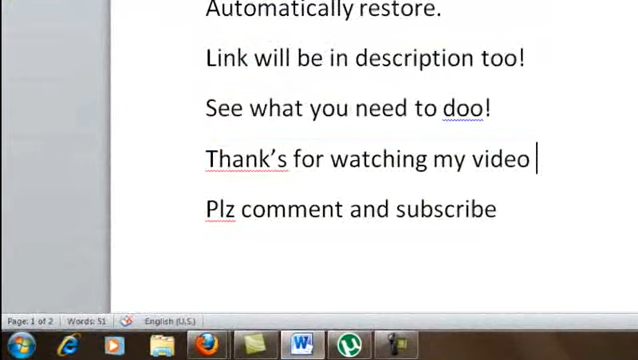 Automatically restore.
Link will be in description too!
See what you need to doo!
Thank's for watching my video
Plz comment and subscribe
Page: 1 of 2 Words: 51 English (U.S.)